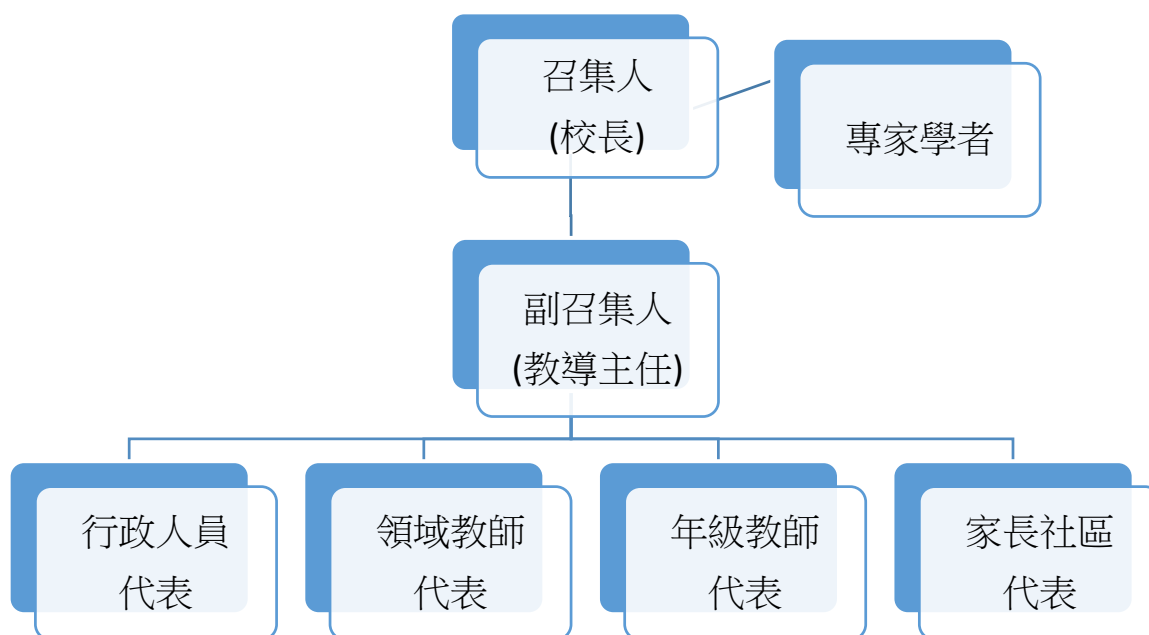 召集人
(校長)
專家學者
副召集人
(教導主任)
行政人員
代表
領域教師
代表
年級教師
代表
家長社區
代表